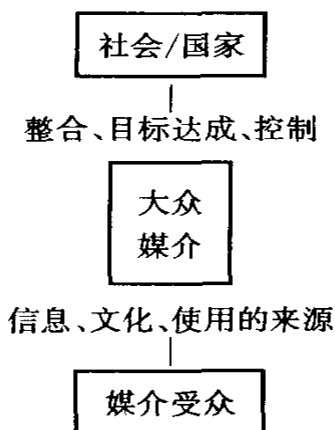 社会/国家
整合、目标达成、控制
大众
媒介
信息、文化、使用的来源
媒介受众